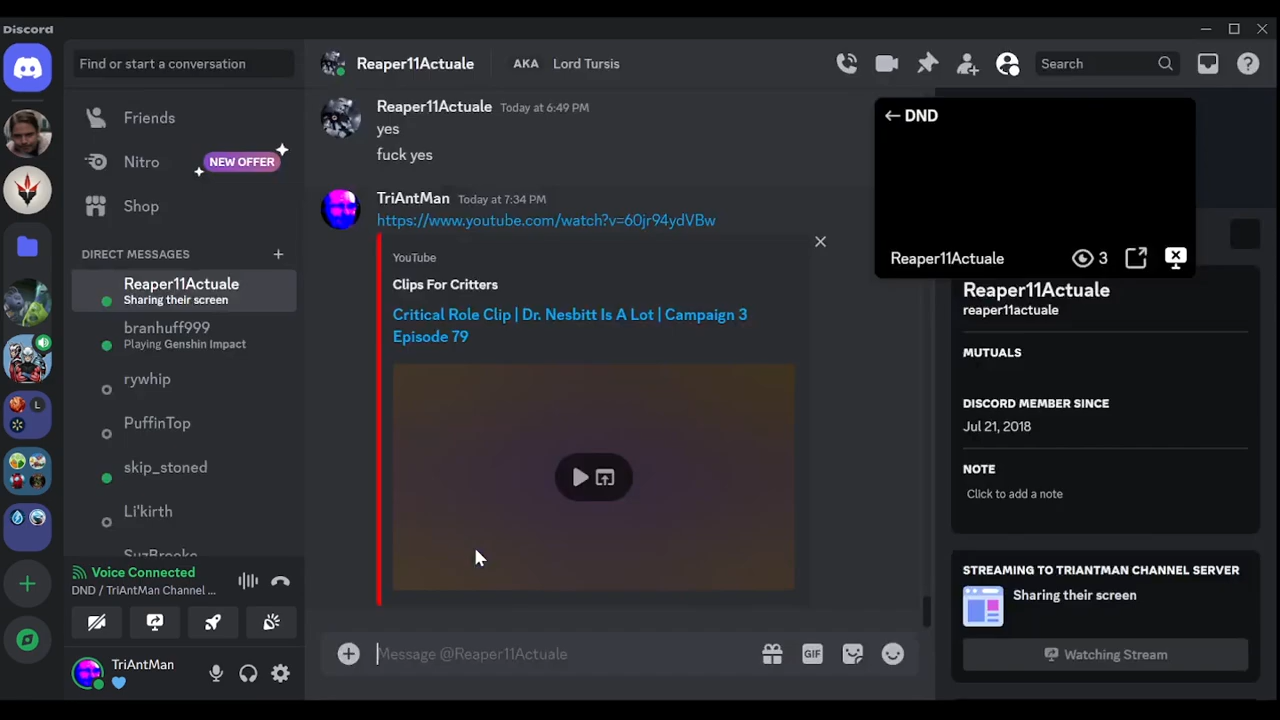 Discord
Find or start a conversation
Friends
Nitro
NEW OFFER
Shop
DIRECT MESSAGES
Reaper11Actuale
Sharing their screen
branhuff999
Playing Genshin Impact
rywhip
PuffinTop
skip_stoned
Li'kirth
SuzBrooke
Voice Connected
DND / TriAntMan Channel ...
TriAntMan
Reaper11Actuale
AKA Lord Tursis
Search
Reaper11Actuale Today at 6:49 PM
yes
fuck yes
TriAntMan Today at 7:34 PM
https://www.youtube.com/watch?v=60jr94ydVBw
YouTube
Clips For Critters
Critical Role Clip | Dr. Nesbitt Is A Lot | Campaign 3
Episode 79
Message @Reaper11Actuale
GIF
DND
Reaper11Actuale
3
Reaper11Actuale
reaper11actuale
MUTUALS
DISCORD MEMBER SINCE
Jul 21, 2018
NOTE
Click to add a note
STREAMING TO TRIANTMAN CHANNEL SERVER
Sharing their screen
Watching Stream
L